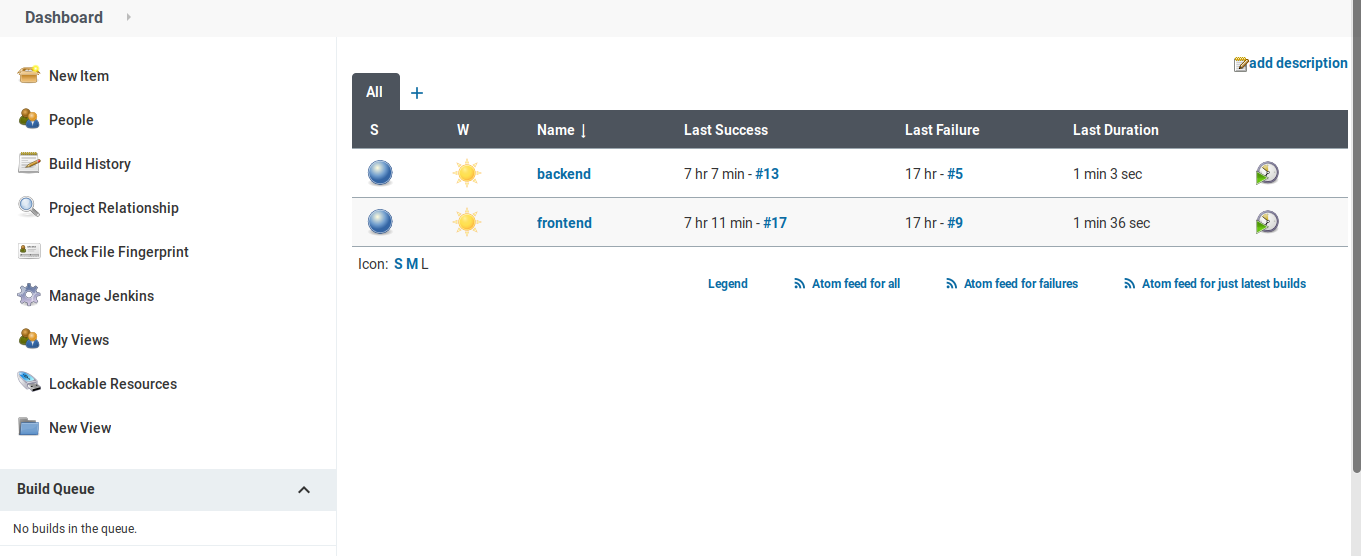 Dashboard
New Item
People
Build History
Project Relationship
Check File Fingerprint
Manage Jenkins
My Views
Lockable Resources
New View
Build Queue
No builds in the queue.
add description
All +
S W Name ↓ Last Success Last Failure Last Duration
backend 7 hr 7 min - #13 17 hr - #5 1 min 3 sec
frontend 7 hr 11 min - #17 17 hr - #9 1 min 36 sec
Icon: S M L
Legend Atom feed for all Atom feed for failures Atom feed for just latest builds